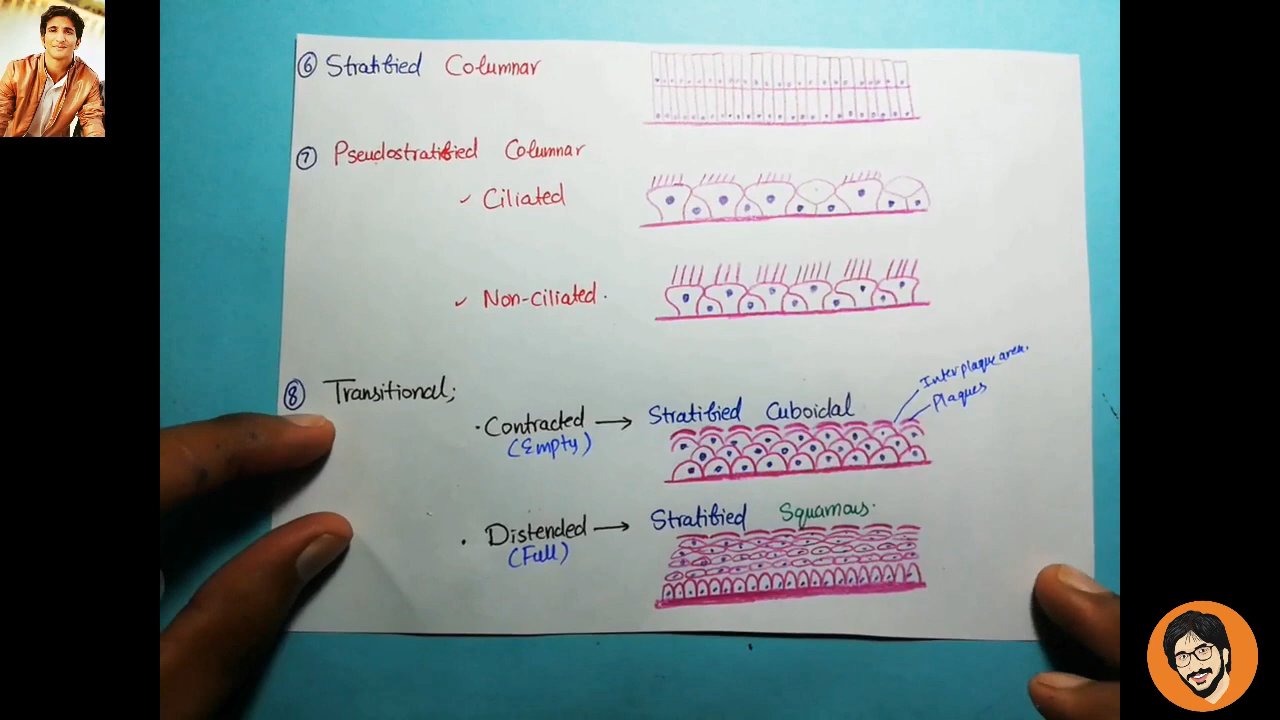 6 Stratified Columnar
7 Pseudostratified Columnar
✓ Ciliated
✓ Non-ciliated.
8 Transitional;
Interplaque area.
Plaques
· Contracted → Stratified Cuboidal
(Empty)
· Distended → Stratified Squamous.
(Full)